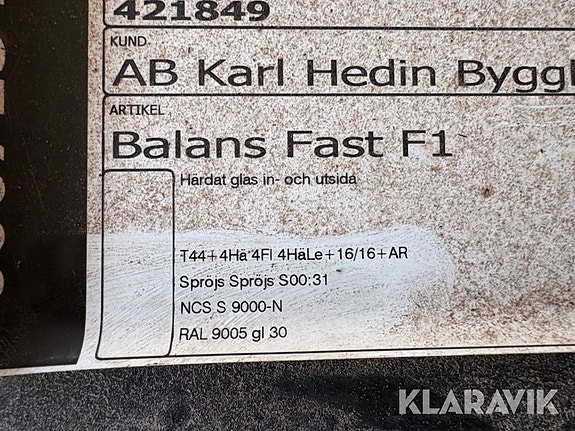 421849
KUND
AB Karl Hedin
ARTIKEL
Balans Fast F1
Härdat glas in- och utsida
T44+4Hä 4Fl 4HäLe+16/16+AR
Spröjs Spröjs S00:31
NCS S 9000-N
RAL 9005 gl 30
KLARAVIK